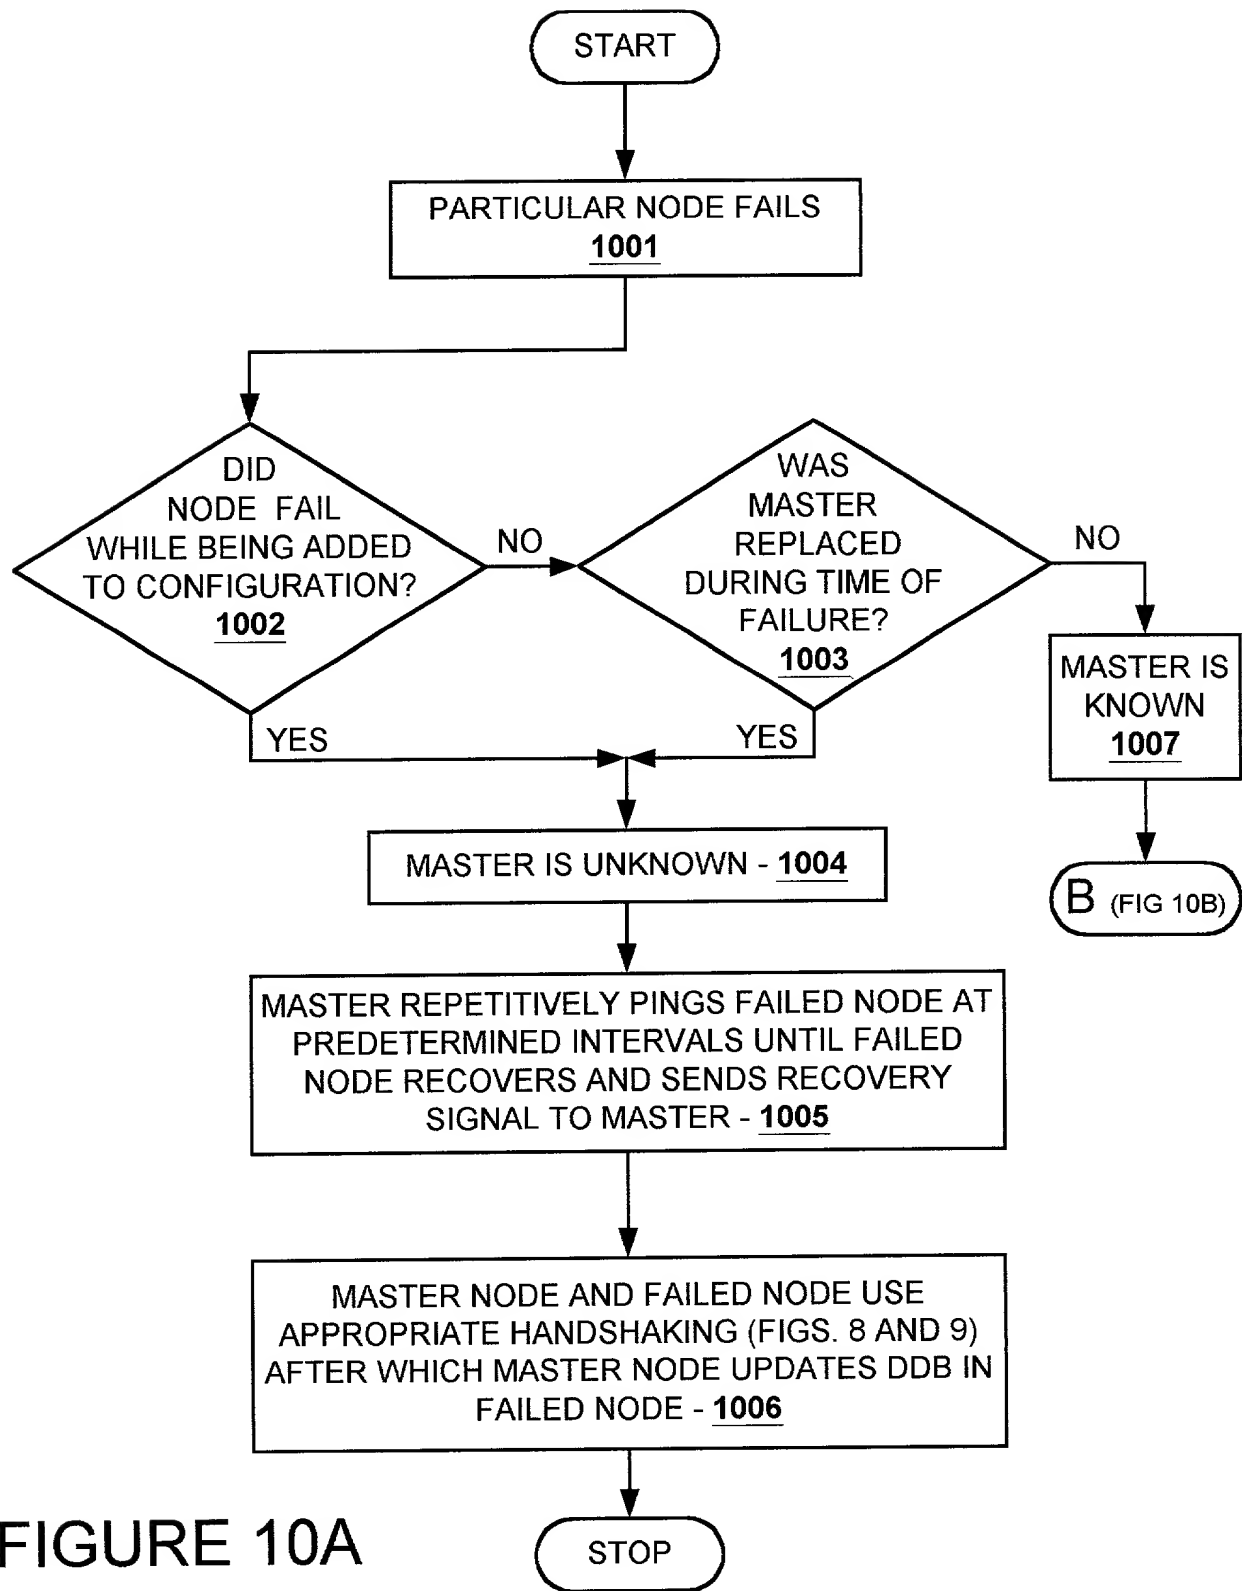 START
PARTICULAR NODE FAILS
1001
DID
NODE FAIL
WHILE BEING ADDED
TO CONFIGURATION?
1002
NO
WAS
MASTER
REPLACED
DURING TIME OF
FAILURE?
1003
NO
YES
YES
MASTER IS
KNOWN
1007
B (FIG 10B)
MASTER IS UNKNOWN - 1004
MASTER REPETITIVELY PINGS FAILED NODE AT
PREDETERMINED INTERVALS UNTIL FAILED
NODE RECOVERS AND SENDS RECOVERY
SIGNAL TO MASTER - 1005
MASTER NODE AND FAILED NODE USE
APPROPRIATE HANDSHAKING (FIGS. 8 AND 9)
AFTER WHICH MASTER NODE UPDATES DDB IN
FAILED NODE - 1006
STOP
FIGURE 10A